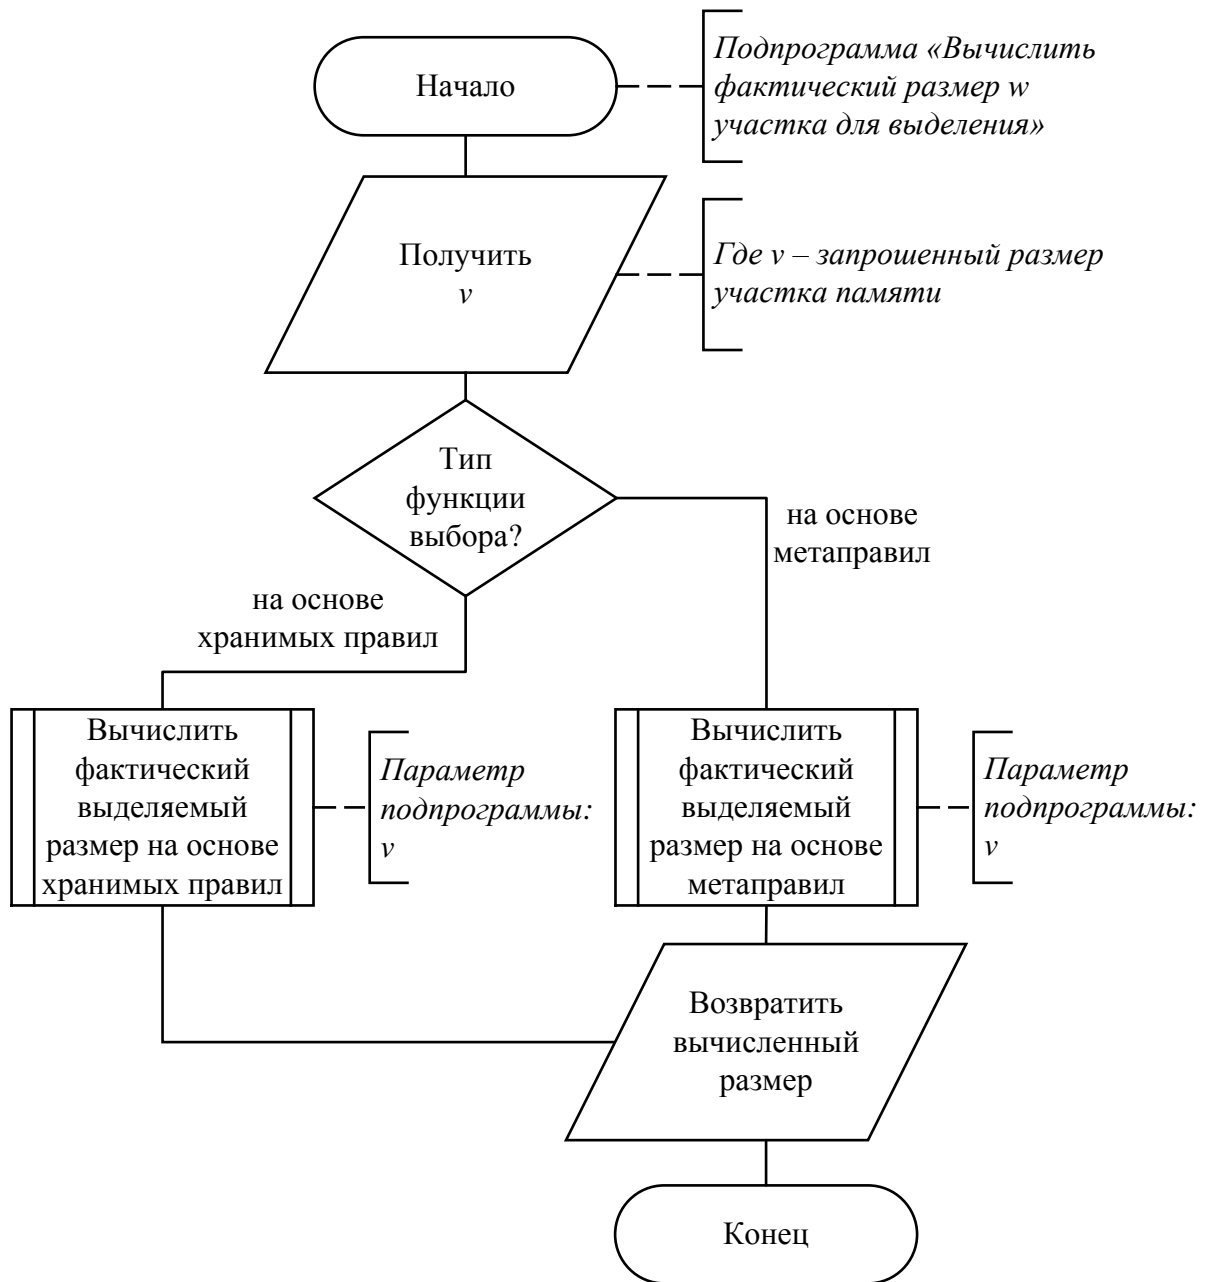 Начало
Подпрограмма «Вычислить
фактический размер w
участка для выделения»
Получить
v
Где v – запрошенный размер
участка памяти
Тип
функции
выбора?
на основе
метаправил
на основе
хранимых правил
Вычислить
фактический
выделяемый
размер на основе
хранимых правил
Параметр
подпрограммы:
v
Вычислить
фактический
выделяемый
размер на основе
метаправил
Параметр
подпрограммы:
v
Возвратить
вычисленный
размер
Конец